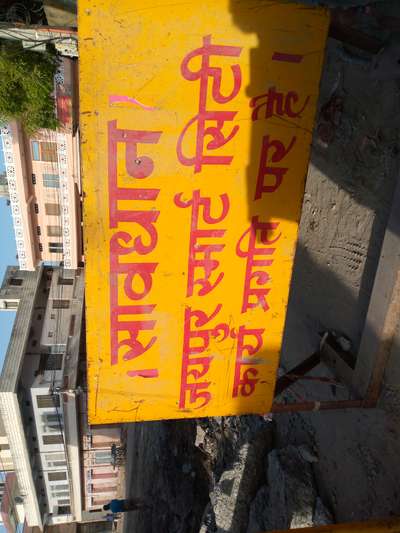 ।सावधान।
जयपुर स्मार्ट सिटी
कार्य प्रगति पर है।